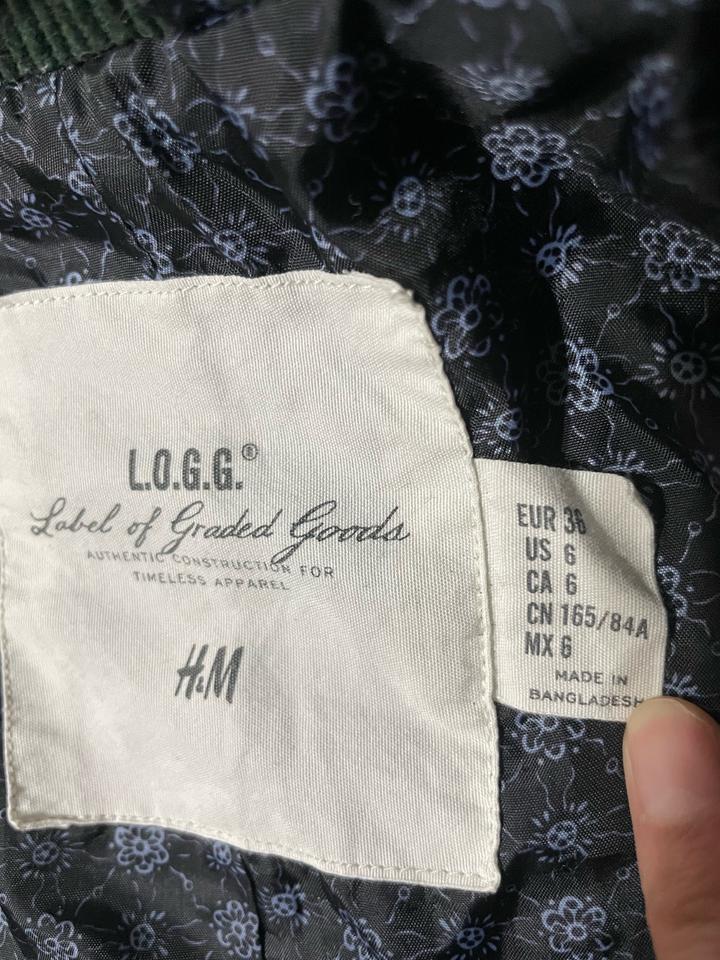 L.O.G.G.®
Label of Graded Goods
AUTHENTIC CONSTRUCTION FOR
TIMELESS APPAREL
H&M
EUR 36
US 6
CA 6
CN 165/84A
MX 6
MADE IN
BANGLADESH